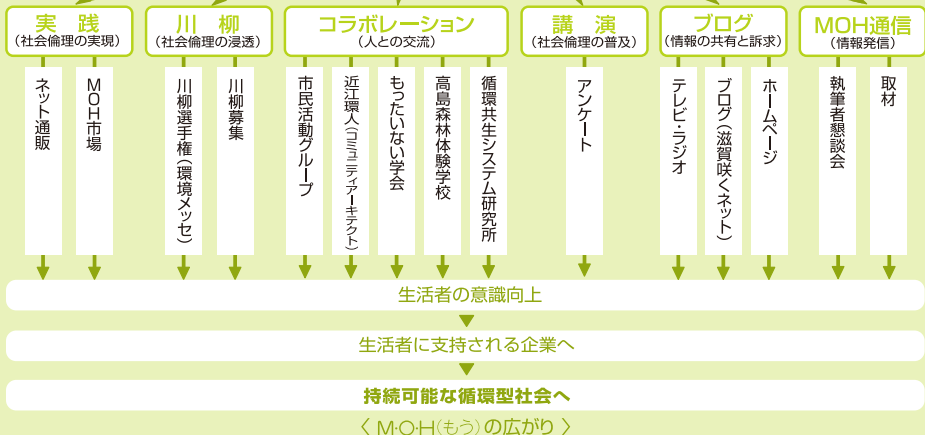 実践
(社会倫理の実現)
川柳
(社会倫理の浸透)
コラボレーション
(人との交流)
講演
(社会倫理の普及)
ブログ
(情報の共有と訴求)
MOH通信
(情報発信)
ネット通販
MOH市場
川柳選手権(環境メッセ)
川柳募集
市民活動グループ
近江環人(コミュニティアーキテクト)
もったいない学会
高島森林体験学校
循環共生システム研究所
アンケート
テレビ・ラジオ
ブログ(滋賀咲くネット)
ホームページ
執筆者懇談会
取材
生活者の意識向上
生活者に支持される企業へ
持続可能な循環型社会へ
〈 M・O・H(もう)の広がり 〉